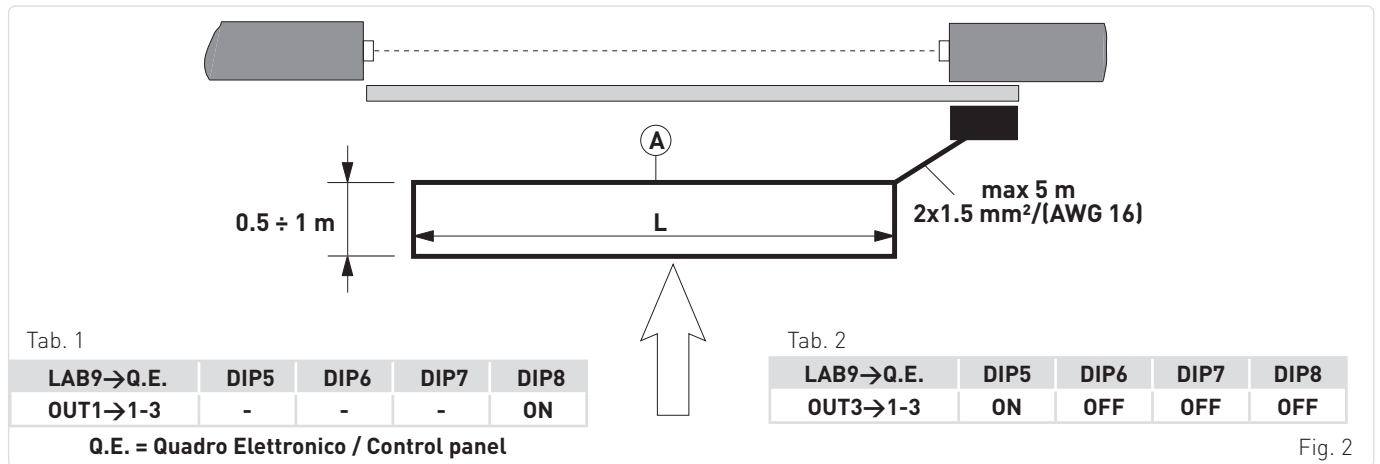 A
max 5 m
2x1.5 mm²/(AWG 16)
0.5 ÷ 1 m
L
Tab. 1
LAB9→Q.E. DIP5 DIP6 DIP7 DIP8
OUT1→1-3 - - - ON
Q.E. = Quadro Elettronico / Control panel
Tab. 2
LAB9→Q.E. DIP5 DIP6 DIP7 DIP8
OUT3→1-3 ON OFF OFF OFF
Fig. 2